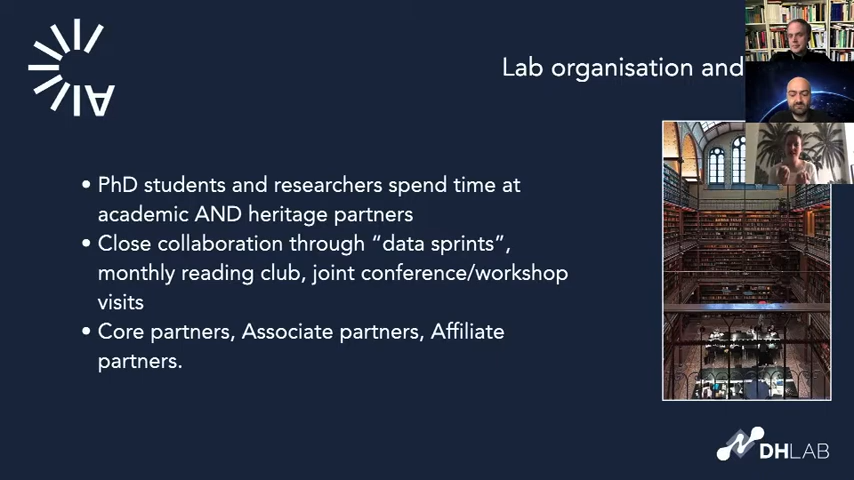 Lab organisation and
• PhD students and researchers spend time at
academic AND heritage partners
• Close collaboration through “data sprints”,
monthly reading club, joint conference/workshop
visits
• Core partners, Associate partners, Affiliate
partners.
DHLAB